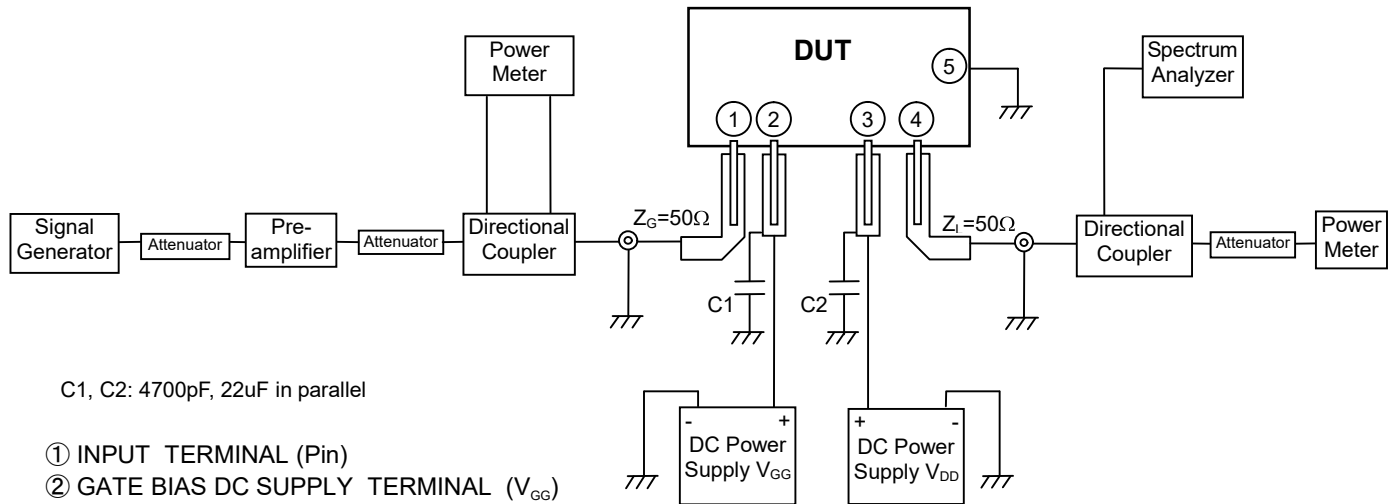 Power
Meter
DUT
5
Spectrum
Analyzer
1
2
3
4
Signal
Generator
Attenuator
Pre-
amplifier
Attenuator
Directional
Coupler
Z_G=50Ω
Z_L=50Ω
Directional
Coupler
Attenuator
Power
Meter
C1
C2
C1, C2: 4700pF, 22uF in parallel
- +
DC Power
Supply V_GG
+ -
DC Power
Supply V_DD
① INPUT TERMINAL (Pin)
② GATE BIAS DC SUPPLY TERMINAL (V_GG)